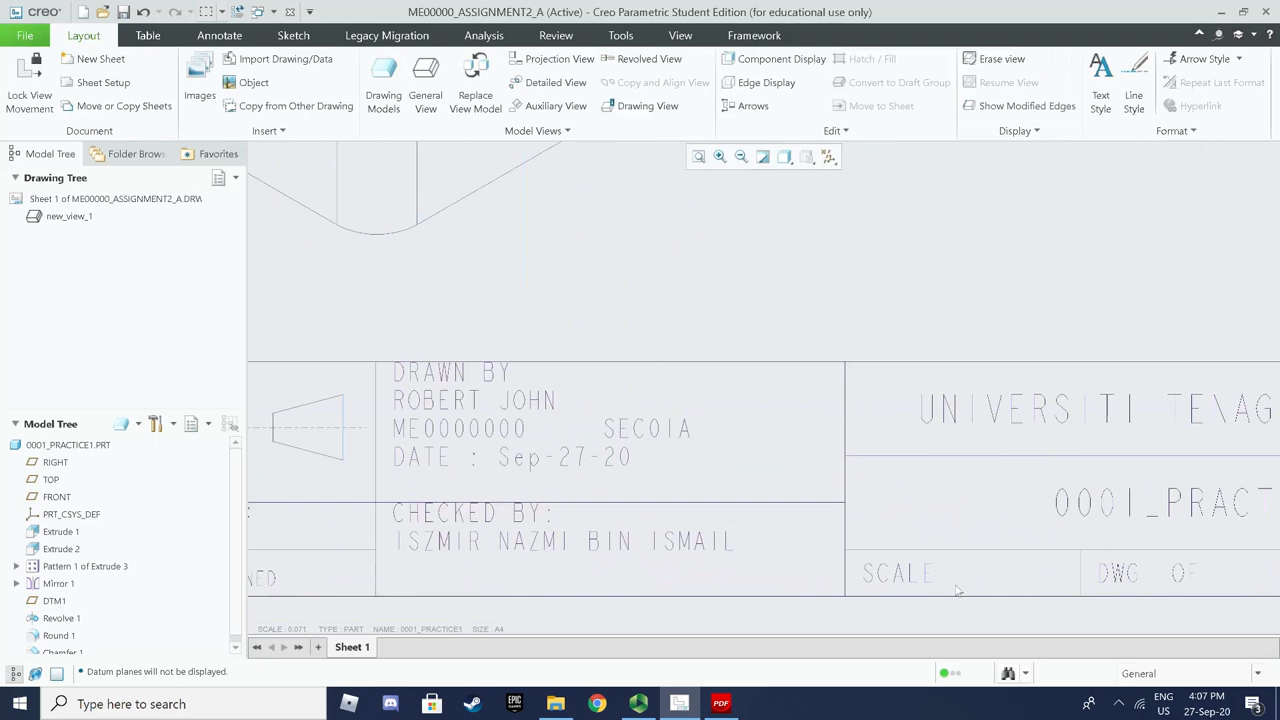 creo
ME00000_ASSIGNMENT2_A (Active) - Creo Parametric Student Edition (for educational use only)
File Layout Table Annotate Sketch Legacy Migration Analysis Review Tools View Framework
Lock View Movement
New Sheet
Sheet Setup
Move or Copy Sheets
Document
Images
Import Drawing/Data
Object
Copy from Other Drawing
Insert
Drawing Models
General View
Replace View Model
Projection View
Detailed View
Auxiliary View
Revolved View
Copy and Align View
Drawing View
Model Views
Component Display
Edge Display
Arrows
Hatch / Fill
Convert to Draft Group
Move to Sheet
Edit
Erase view
Resume View
Show Modified Edges
Display
Text Style
Line Style
Arrow Style
Repeat Last Format
Hyperlink
Format
Model Tree
Folder Brows
Favorites
Drawing Tree
Sheet 1 of ME00000_ASSIGNMENT2_A.DRW
new_view_1
Model Tree
0001_PRACTICE1.PRT
RIGHT
TOP
FRONT
PRT_CSYS_DEF
Extrude 1
Extrude 2
Pattern 1 of Extrude 3
Mirror 1
DTM1
Revolve 1
Round 1
Chamfer 1
DRAWN BY
ROBERT JOHN
ME0000000 SEC01A
DATE : Sep-27-20
CHECKED BY:
ISZMIR NAZMI BIN ISMAIL
UNIVERSITI TENAG
0001_PRACT
SCALE
DWG OF
SCALE : 0.071 TYPE : PART NAME : 0001_PRACTICE1 SIZE : A4
Sheet 1
Datum planes will not be displayed.
General
Type here to search
PDF
ENG
US
4:07 PM
27-Sep-20
3